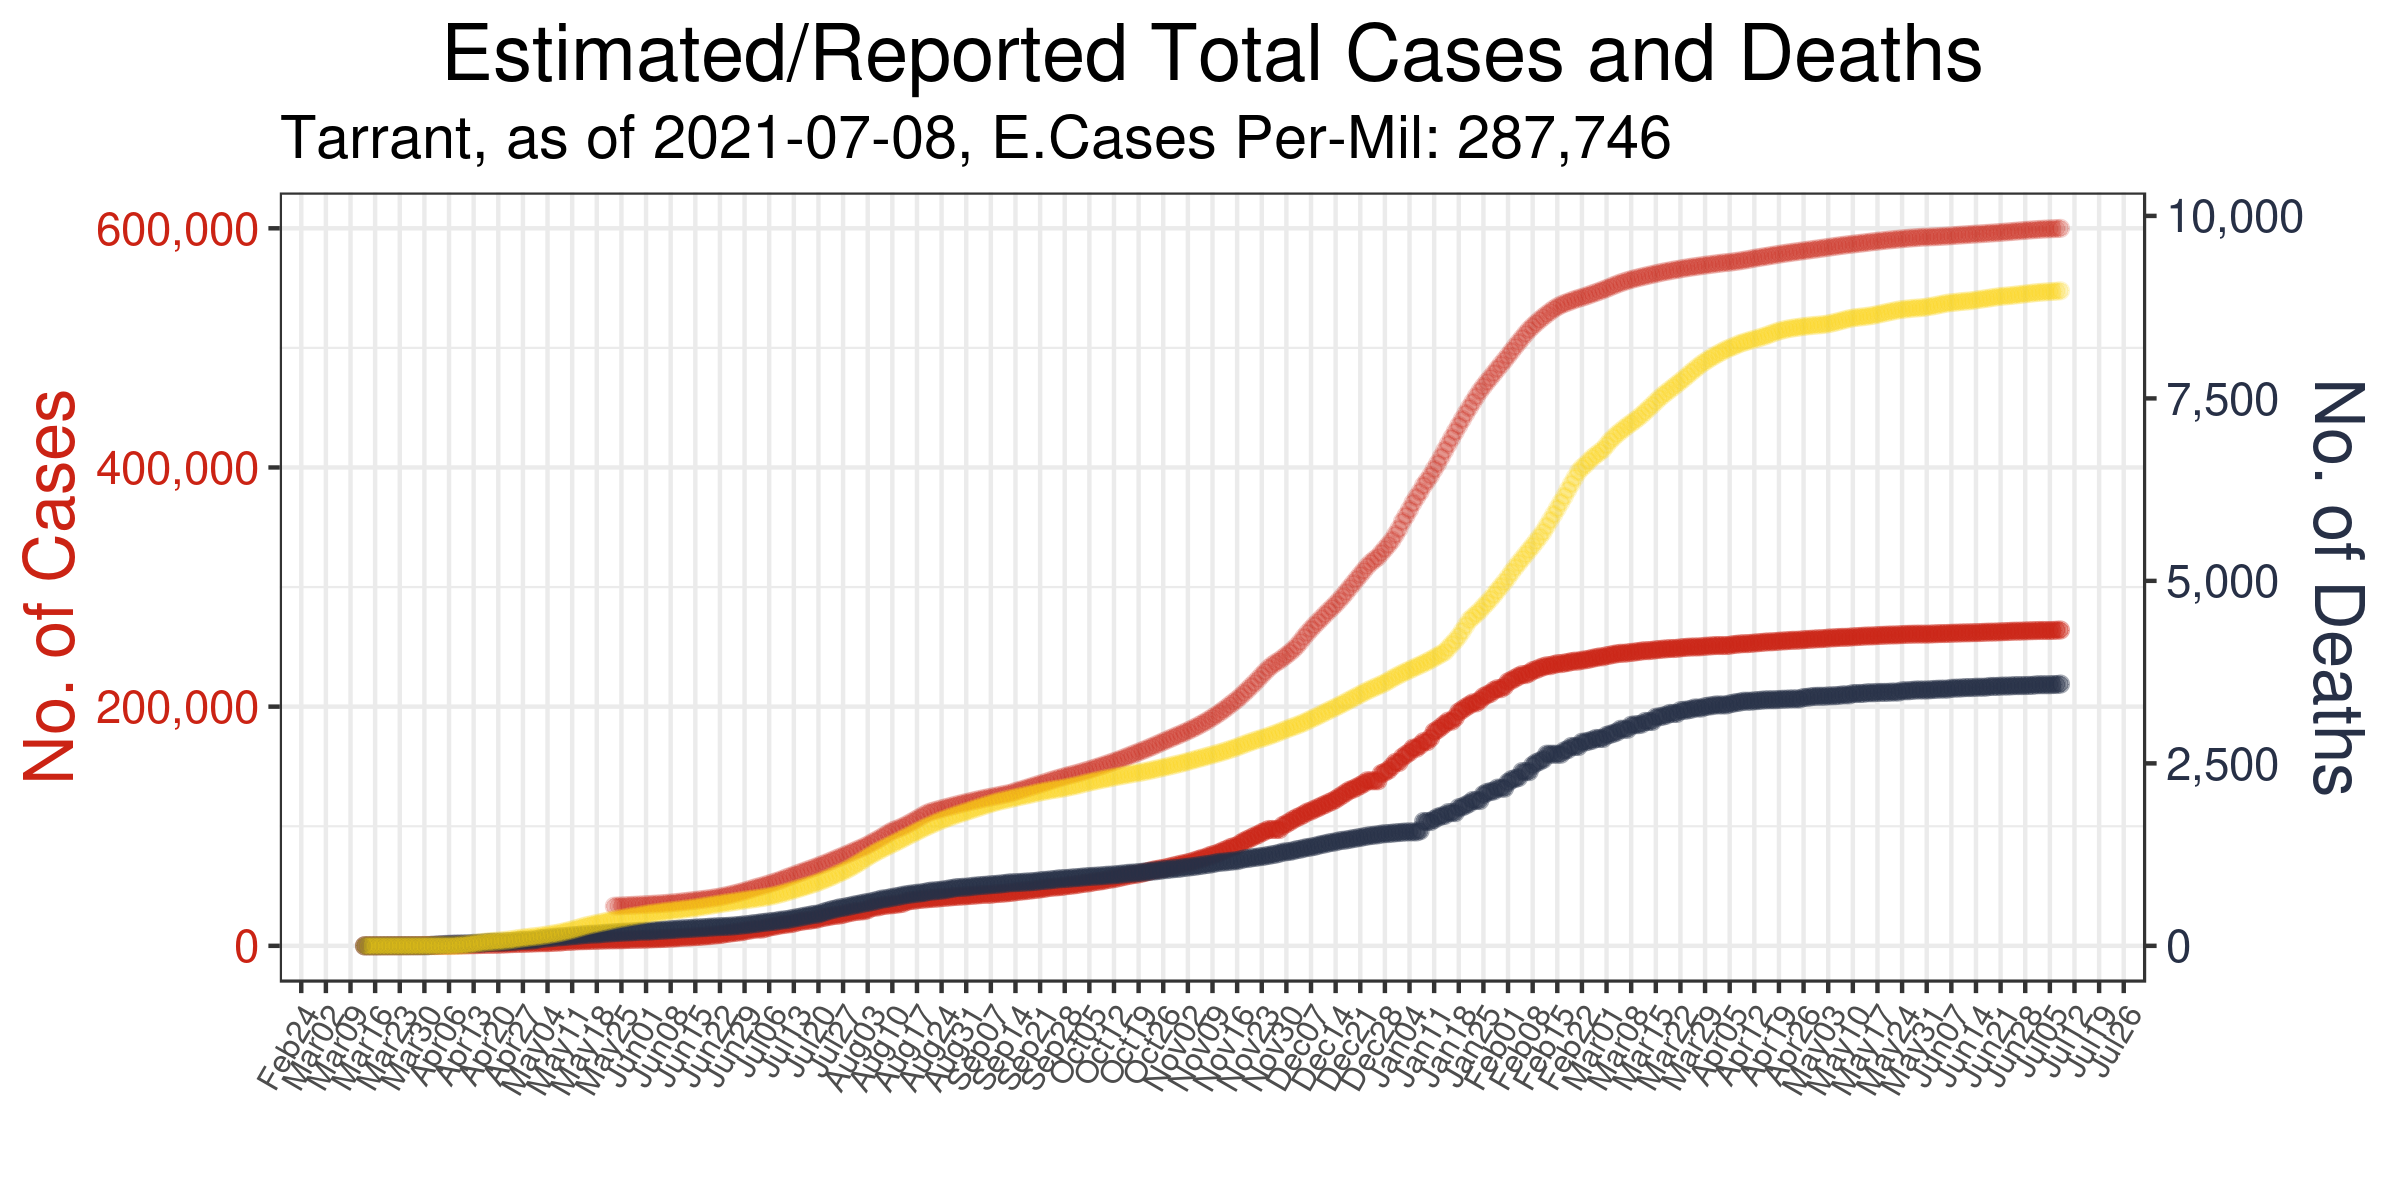 Estimated/Reported Total Cases and Deaths
Tarrant, as of 2021-07-08, E.Cases Per-Mil: 287,746
No. of Cases
600,000
400,000
200,000
0
10,000
7,500
5,000
2,500
0
No. of Deaths
Feb24
Mar02
Mar09
Mar16
Mar23
Mar30
Apr06
Apr13
Apr20
Apr27
May04
May11
May18
May25
Jun01
Jun08
Jun15
Jun22
Jun29
Jul06
Jul13
Jul20
Jul27
Aug03
Aug10
Aug17
Aug24
Aug31
Sep07
Sep14
Sep21
Sep28
Oct05
Oct12
Oct19
Oct26
Nov02
Nov09
Nov16
Nov23
Nov30
Dec07
Dec14
Dec21
Dec28
Jan04
Jan11
Jan18
Jan25
Feb01
Feb08
Feb15
Feb22
Mar01
Mar08
Mar15
Mar22
Mar29
Apr05
Apr12
Apr19
Apr26
May03
May10
May17
May24
May31
Jun07
Jun14
Jun21
Jun28
Jul05
Jul12
Jul19
Jul26